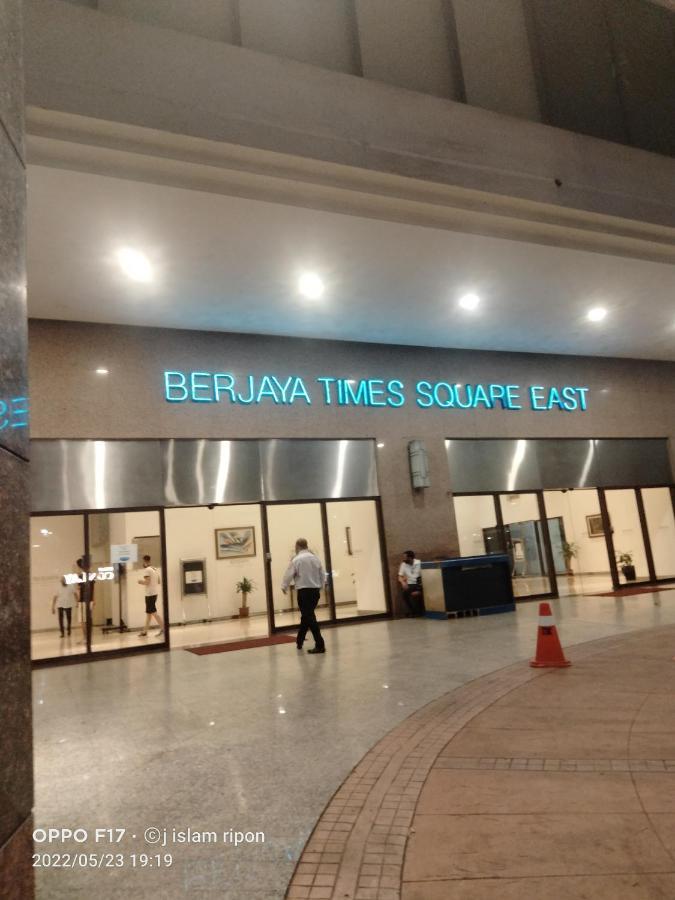 BERJAYA TIMES SQUARE EAST
OPPO F17 · ©j islam ripon
2022/05/23 19:19